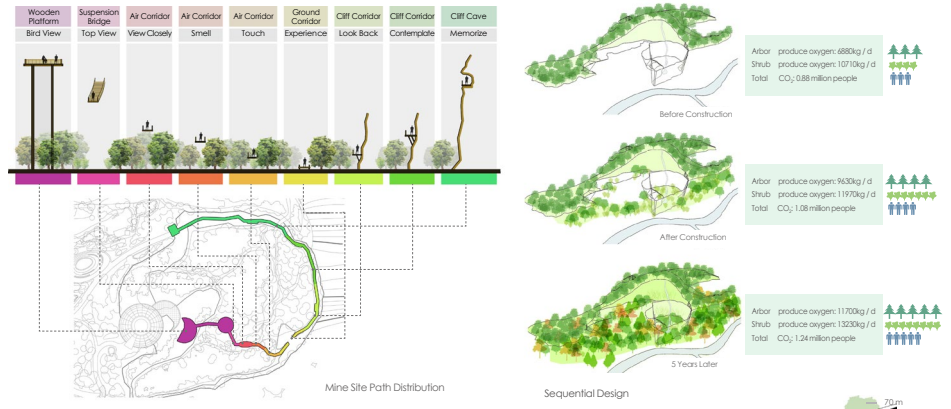 Wooden Platform
Suspension Bridge
Air Corridor
Air Corridor
Air Corridor
Ground Corridor
Cliff Corridor
Cliff Corridor
Cliff Cave
Bird View
Top View
View Closely
Smell
Touch
Experience
Look Back
Contemplate
Memorize
Mine Site Path Distribution
Arbor produce oxygen: 6880kg / d
Shrub produce oxygen: 10710kg / d
Total CO₂: 0.88 million people
Before Construction
Arbor produce oxygen: 9630kg / d
Shrub produce oxygen: 11970kg / d
Total CO₂: 1.08 million people
After Construction
Arbor produce oxygen: 11700kg / d
Shrub produce oxygen: 13230kg / d
Total CO₂: 1.24 million people
5 Years Later
Sequential Design
70 m